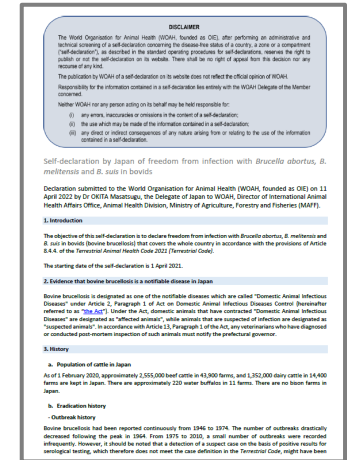 DISCLAIMER
The World Organisation for Animal Health (WOAH, founded as OIE), after performing an administrative and
technical screening of a self-declaration concerning the disease-free status of a country, a zone or a compartment
("self-declaration"), as described in the standard operating procedures for self-declarations, reserves the right to
publish or not the self-declaration on its website. There shall be no right of appeal from this decision nor any
recourse of any kind.
The publication by WOAH of a self-declaration on its website does not reflect the official opinion of WOAH.
Responsibility for the information contained in a self-declaration lies entirely with the WOAH Delegate of the Member
concerned.
Neither WOAH nor any person acting on its behalf may be held responsible for:
(i) any errors, inaccuracies or omissions in the content of a self-declaration;
(ii) the use which may be made of the information contained in a self-declaration;
(iii) any direct or indirect consequences of any nature arising from or relating to the use of the information
contained in a self-declaration.
Self-declaration by Japan of freedom from infection with Brucella abortus, B.
melitensis and B. suis in bovids
Declaration submitted to the World Organisation for Animal Health (WOAH, founded as OIE) on 11
April 2022 by Dr OKITA Masatsugu, the Delegate of Japan to WOAH, Director of International Animal
Health Affairs Office, Animal Health Division, Ministry of Agriculture, Forestry and Fisheries (MAFF).
1. Introduction
The objective of this self-declaration is to declare freedom from infection with Brucella abortus, B. melitensis and
B. suis in bovids (bovine brucellosis) that covers the whole country in accordance with the provisions of Article
8.4.4. of the Terrestrial Animal Health Code 2021 (Terrestrial Code).
The starting date of the self-declaration is 1 April 2021.
2. Evidence that bovine brucellosis is a notifiable disease in Japan
Bovine brucellosis is designated as one of the notifiable diseases which are called "Domestic Animal Infectious
Diseases" under Article 2, Paragraph 1 of Act on Domestic Animal Infectious Diseases Control (hereinafter
referred to as "the Act"). Under the Act, domestic animals that have contracted "Domestic Animal Infectious
Diseases" are designated as "affected animals", while animals that are suspected of infection are designated as
"suspected animals". In accordance with Article 13, Paragraph 1 of the Act, any veterinarians who have diagnosed
or conducted post-mortem inspection of such animals must notify the prefectural governor.
3. History
a. Population of cattle in Japan
As of 1 February 2020, approximately 2,555,000 beef cattle in 43,900 farms, and 1,352,000 dairy cattle in 14,400
farms are kept in Japan. There are approximately 220 water buffalos in 11 farms. There are no bison farms in
Japan.
b. Eradication history
- Outbreak history
Bovine brucellosis had been reported continuously from 1946 to 1974. The number of outbreaks drastically
decreased following the peak in 1964. From 1975 to 2010, a small number of outbreaks were recorded
infrequently. However, it should be noted that a detection of a suspect case on the basis of positive results for
serological testing, which therefore does not meet the case definition in the Terrestrial Code, might have been